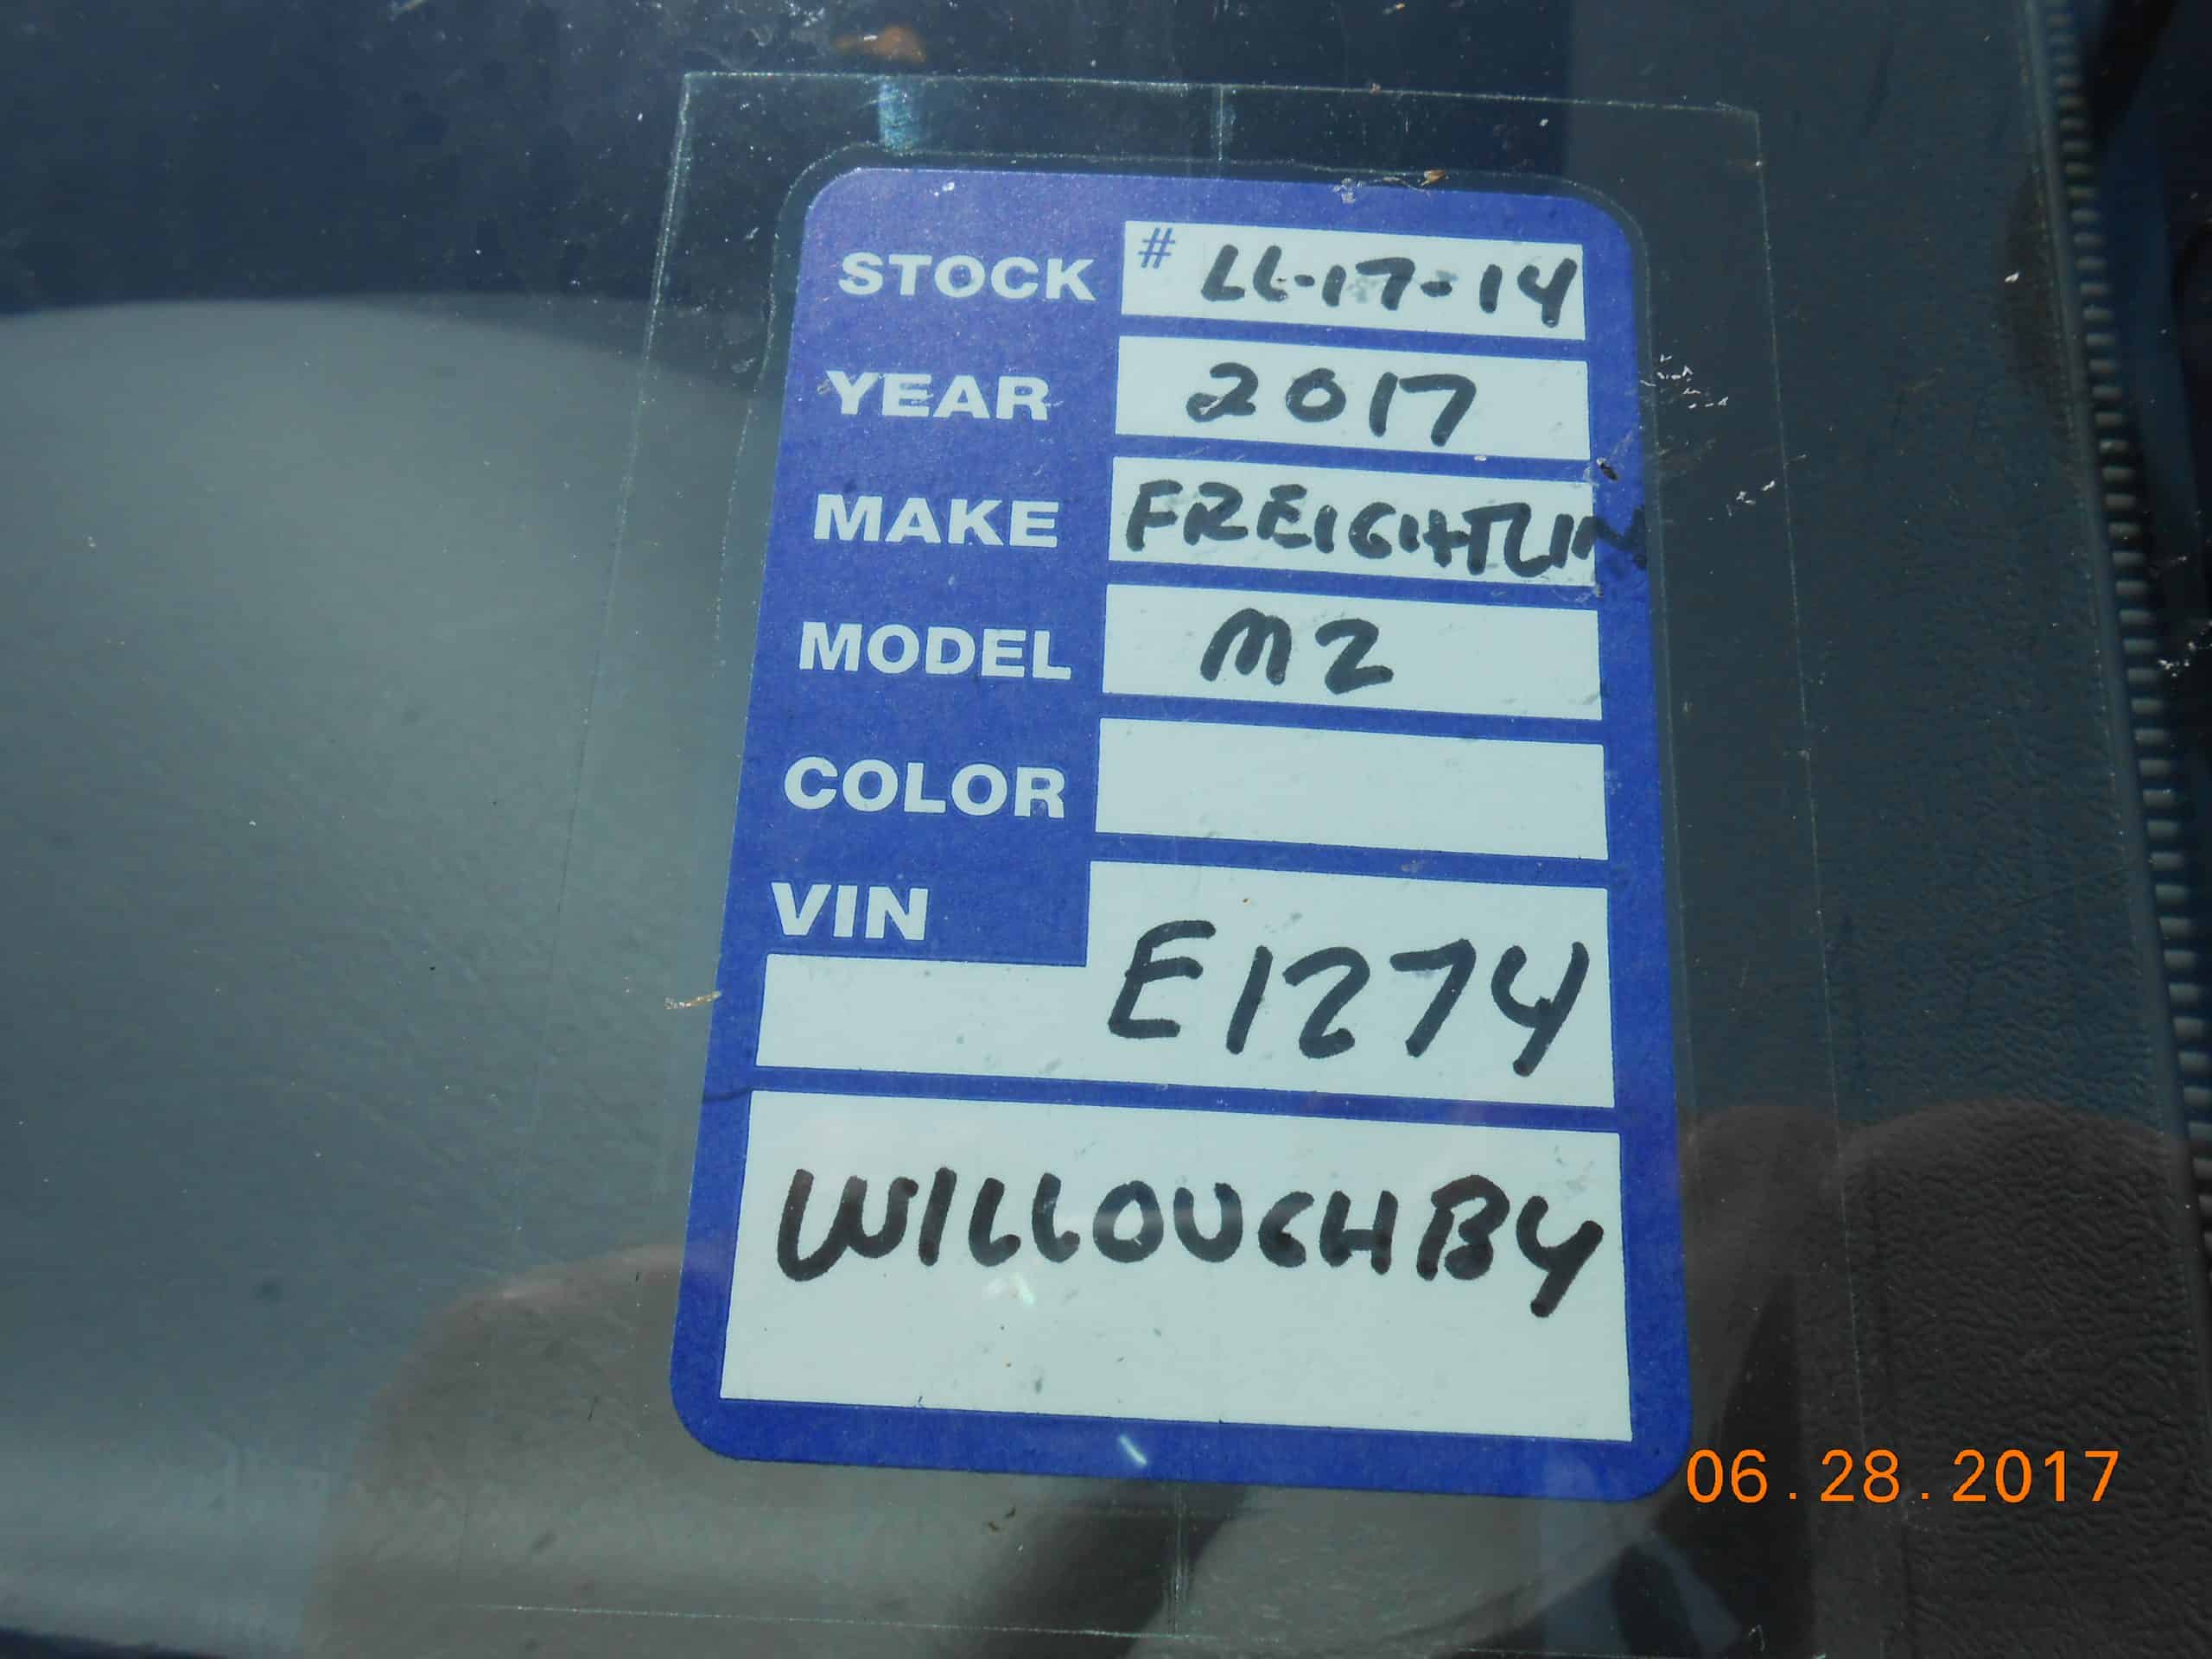 STOCK # LL-17-14
YEAR 2017
MAKE FREIGHTLIN
MODEL M2
COLOR
VIN E1274
WILLOUGHBY
06.28.2017